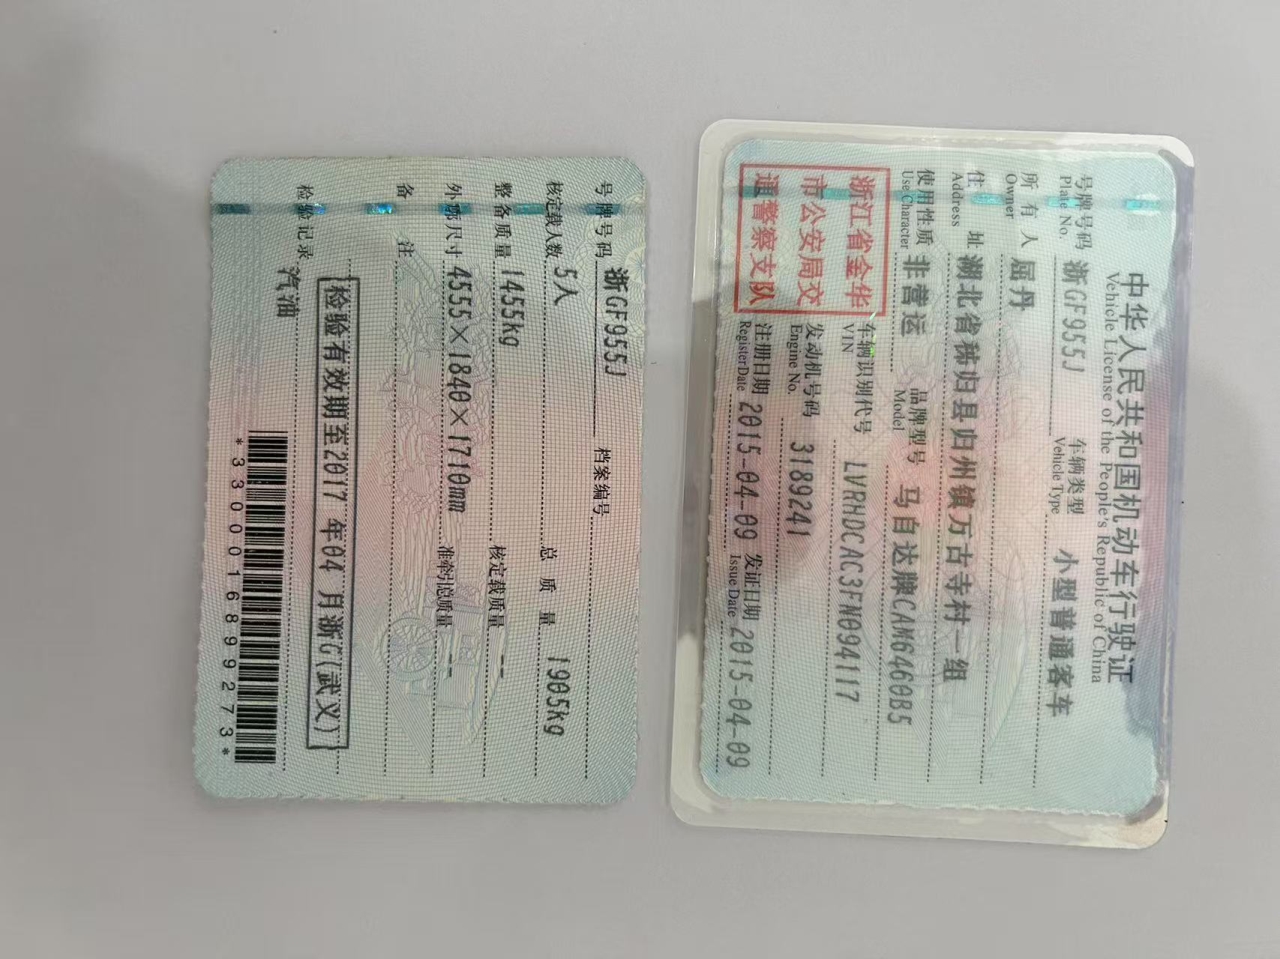 中华人民共和国机动车行驶证
Vehicle License of the People's Republic of China
号牌号码 浙GF955J 车辆类型 小型普通客车
Plate No. Vehicle Type
所有人 屈丹
Owner
住址 湖北省秭归县归州镇万古寺村一组
Address
使用性质 非营运 品牌型号 马自达牌CAM6460B5
Use Character Model
浙江省金华
市公安局交
通警察支队
车辆识别代号 LVRHDCAC3FN094117
VIN
发动机号码 3189241
Engine No.
注册日期 2015-04-09 发证日期 2015-04-09
Register Date Issue Date
号牌号码 浙GF955J 档案编号
核定载人数 5人 总质量 1905kg
整备质量 1455kg 核定载质量 --
外廓尺寸 4555×1840×1710mm 准牵引总质量 --
备注
检验有效期至2017年04月浙G(武义)
检验记录 汽油
*3300016899273*